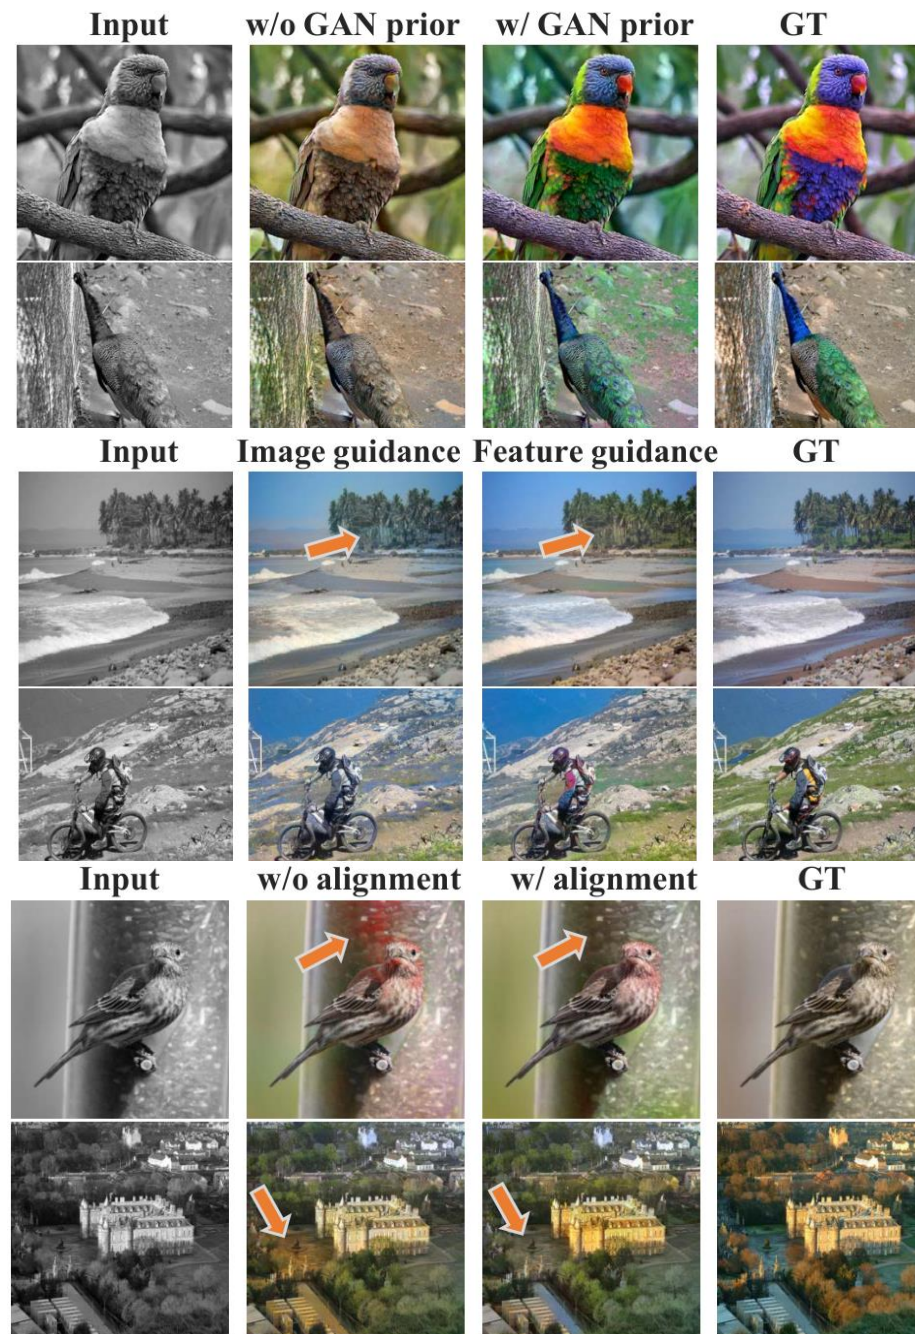 Input w/o GAN prior w/ GAN prior GT
Input Image guidance Feature guidance GT
Input w/o alignment w/ alignment GT